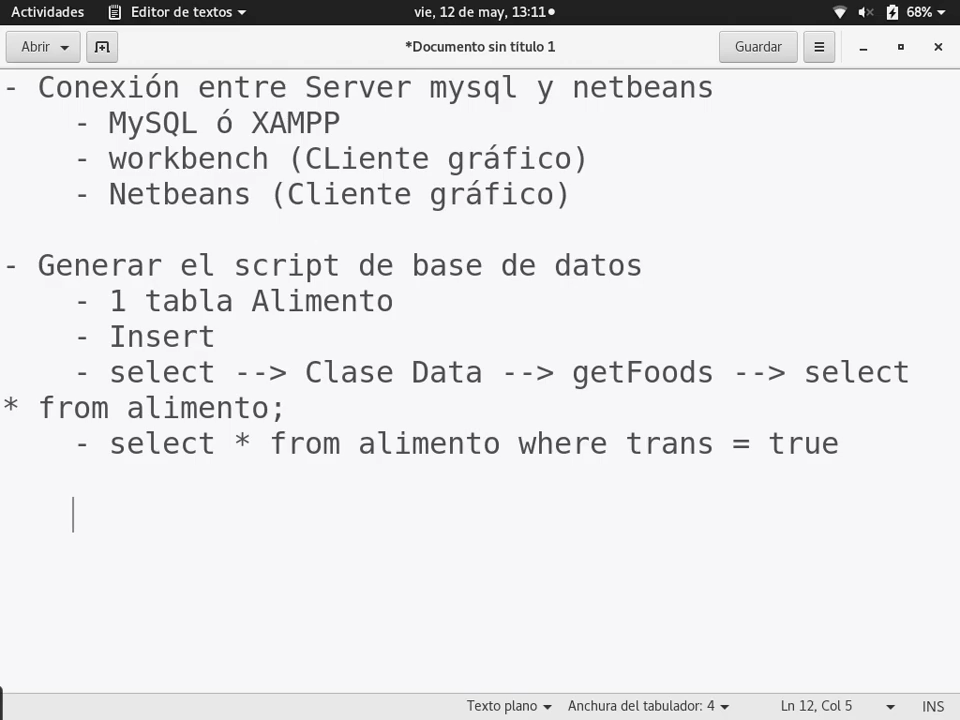 Actividades Editor de textos vie, 12 de may, 13:11 68%
Abrir *Documento sin título 1 Guardar
- Conexión entre Server mysql y netbeans
- MySQL ó XAMPP
- workbench (CLiente gráfico)
- Netbeans (Cliente gráfico)
- Generar el script de base de datos
- 1 tabla Alimento
- Insert
- select --> Clase Data --> getFoods --> select
* from alimento;
- select * from alimento where trans = true
Texto plano Anchura del tabulador: 4 Ln 12, Col 5 INS